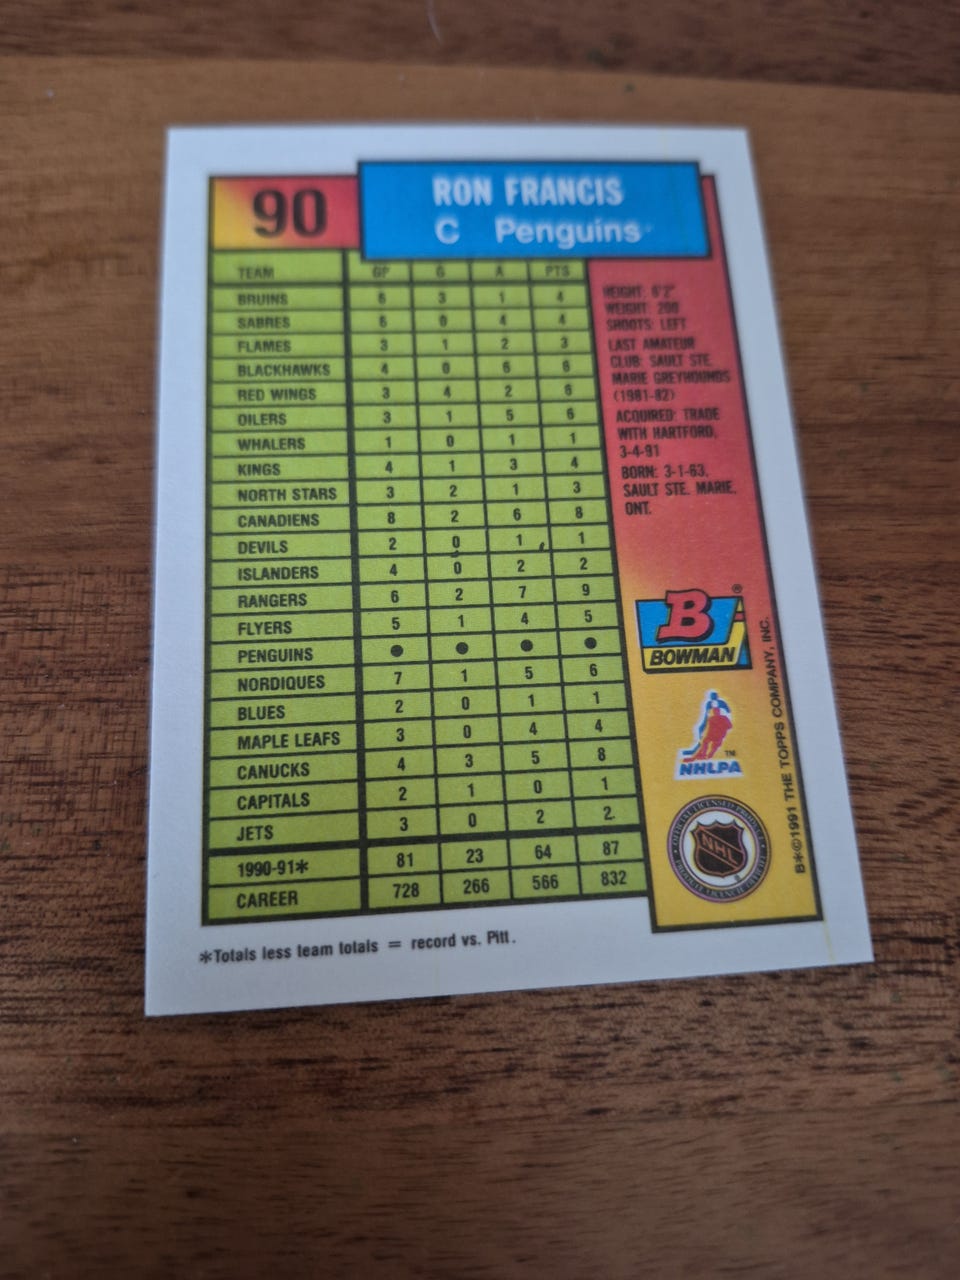 90
RON FRANCIS
C Penguins
TEAM GP G A PTS
BRUINS 6 3 1 4
SABRES 6 0 4 4
FLAMES 3 1 2 3
BLACKHAWKS 4 0 6 6
RED WINGS 3 4 2 6
OILERS 3 1 5 6
WHALERS 1 0 1 1
KINGS 4 1 3 4
NORTH STARS 3 2 1 3
CANADIENS 8 2 6 8
DEVILS 2 0 1 1
ISLANDERS 4 0 2 2
RANGERS 6 2 7 9
FLYERS 5 1 4 5
PENGUINS ● ● ● ●
NORDIQUES 7 1 5 6
BLUES 2 0 1 1
MAPLE LEAFS 3 0 4 4
CANUCKS 4 3 5 8
CAPITALS 2 1 0 1
JETS 3 0 2 2.
1990-91* 81 23 64 87
CAREER 728 266 566 832
*Totals less team totals = record vs. Pitt.
HEIGHT: 6'2"
WEIGHT: 200
SHOOTS: LEFT
LAST AMATEUR
CLUB: SAULT STE.
MARIE GREYHOUNDS
(1981-82)
ACQUIRED: TRADE
WITH HARTFORD,
3-4-91
BORN: 3-1-63,
SAULT STE. MARIE,
ONT.
B ®
BOWMAN
NHLPA ™
OFFICIAL LICENSED PRODUCT
NHL
B*©1991 THE TOPPS COMPANY, INC.